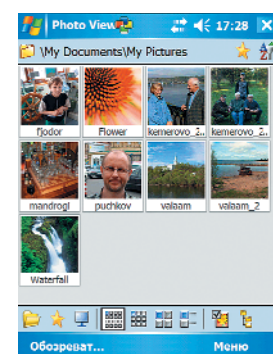 Photo View 17:28
\My Documents\My Pictures
fjodor Flower kemerovo_2.. kemerovo_2..
mandrogi puchkov valaam valaam_2
Waterfall
Обозреват... Меню